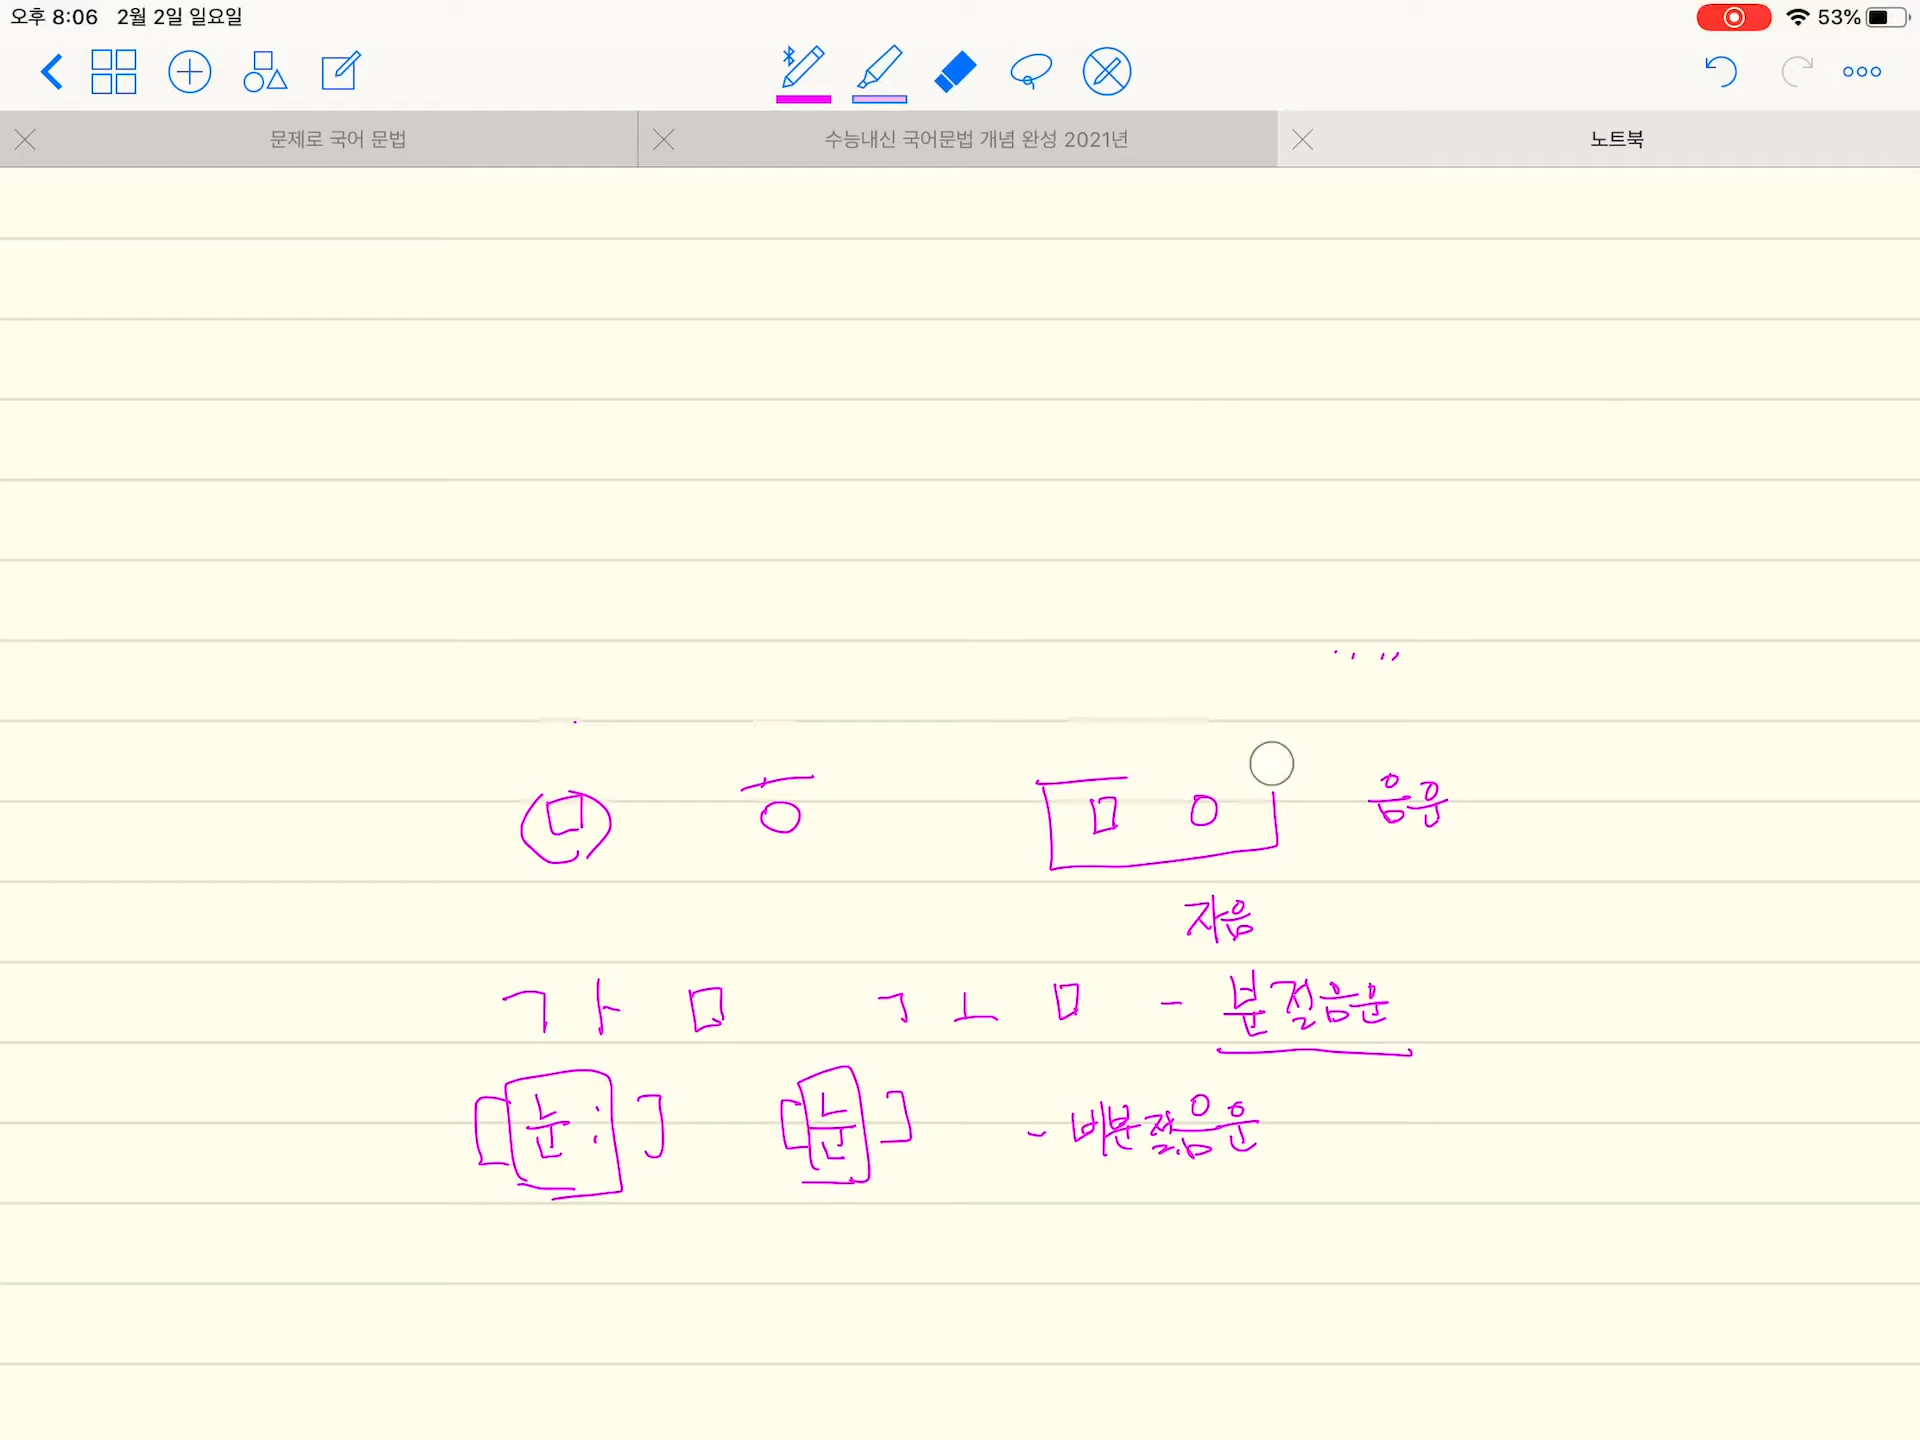 오후 8:06 2월 2일 일요일 53%
문제로 국어 문법 수능내신 국어문법 개념 완성 2021년 노트북
ㅁ ㅇ ㅁ ㅇ 음운
자음
ㄱ ㅏ ㅁ ㄱ ㅗ ㅁ - 분절음운
[눈:] [눈] - 비분절음운